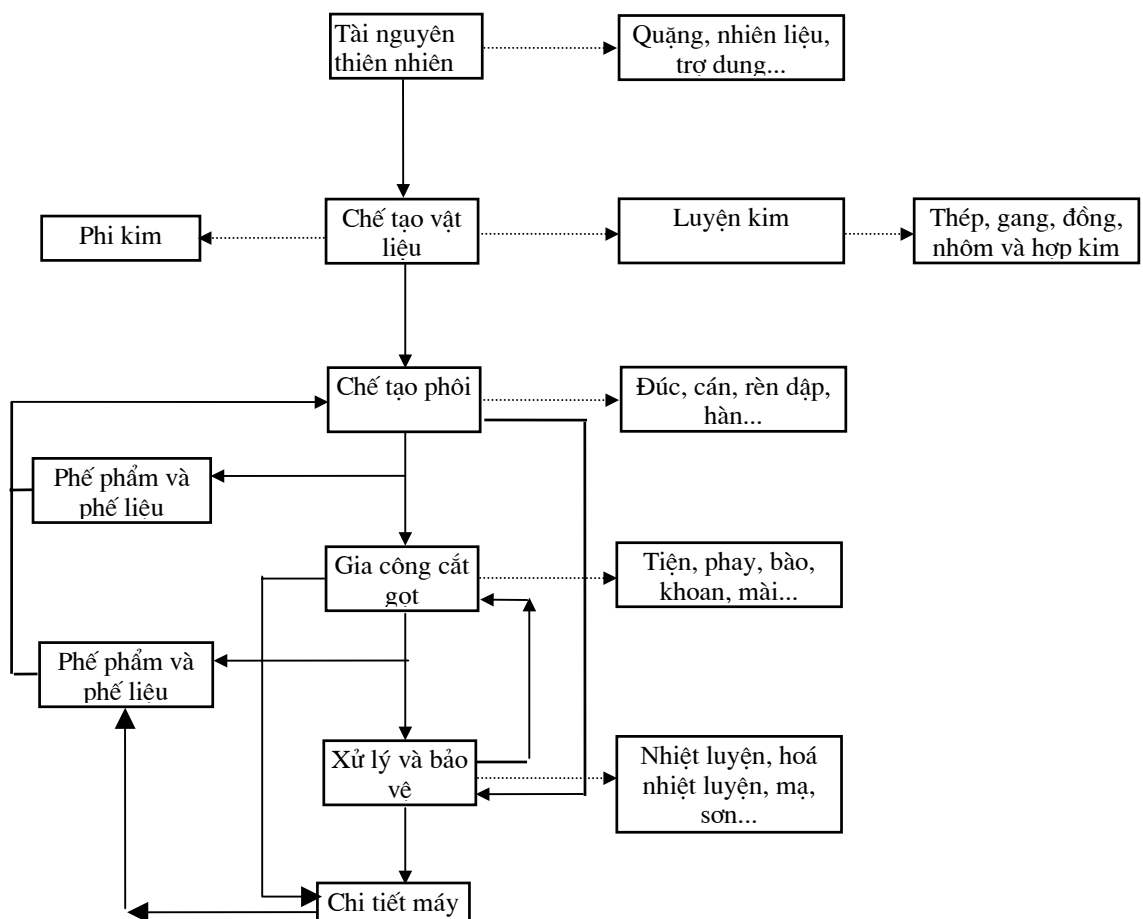 Tài nguyên
thiên nhiên
Quặng, nhiên liệu,
trợ dung...
Phi kim
Chế tạo vật
liệu
Luyện kim
Thép, gang, đồng,
nhôm và hợp kim
Chế tạo phôi
Đúc, cán, rèn dập,
hàn...
Phế phẩm và
phế liệu
Gia công cắt
gọt
Tiện, phay, bào,
khoan, mài...
Phế phẩm và
phế liệu
Xử lý và bảo
vệ
Nhiệt luyện, hoá
nhiệt luyện, mạ,
sơn...
Chi tiết máy